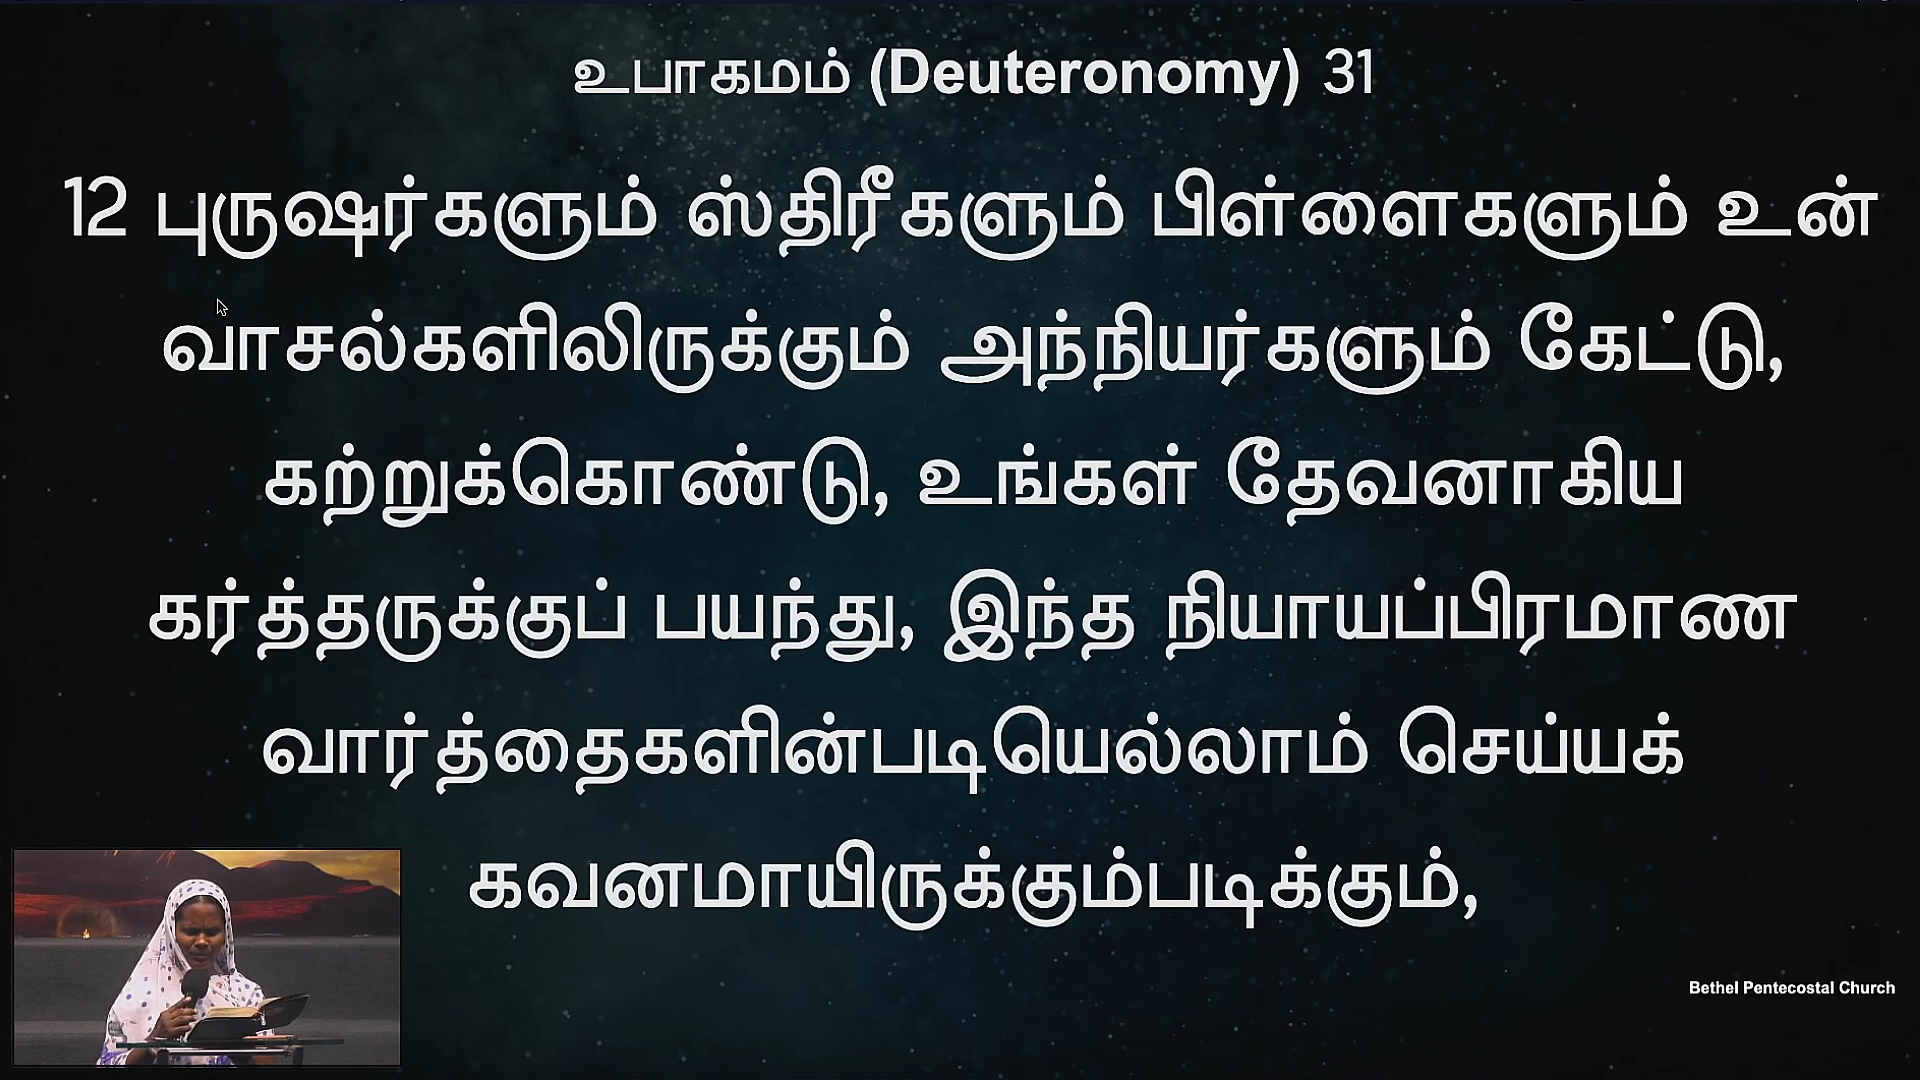 உபாகமம் (Deuteronomy) 31
12 புருஷர்களும் ஸ்திரீகளும் பிள்ளைகளும் உன்
வாசல்களிலிருக்கும் அந்நியர்களும் கேட்டு,
கற்றுக்கொண்டு, உங்கள் தேவனாகிய
கர்த்தருக்குப் பயந்து, இந்த நியாயப்பிரமாண
வார்த்தைகளின்படியெல்லாம் செய்யக்
கவனமாயிருக்கும்படிக்கும்,
Bethel Pentecostal Church